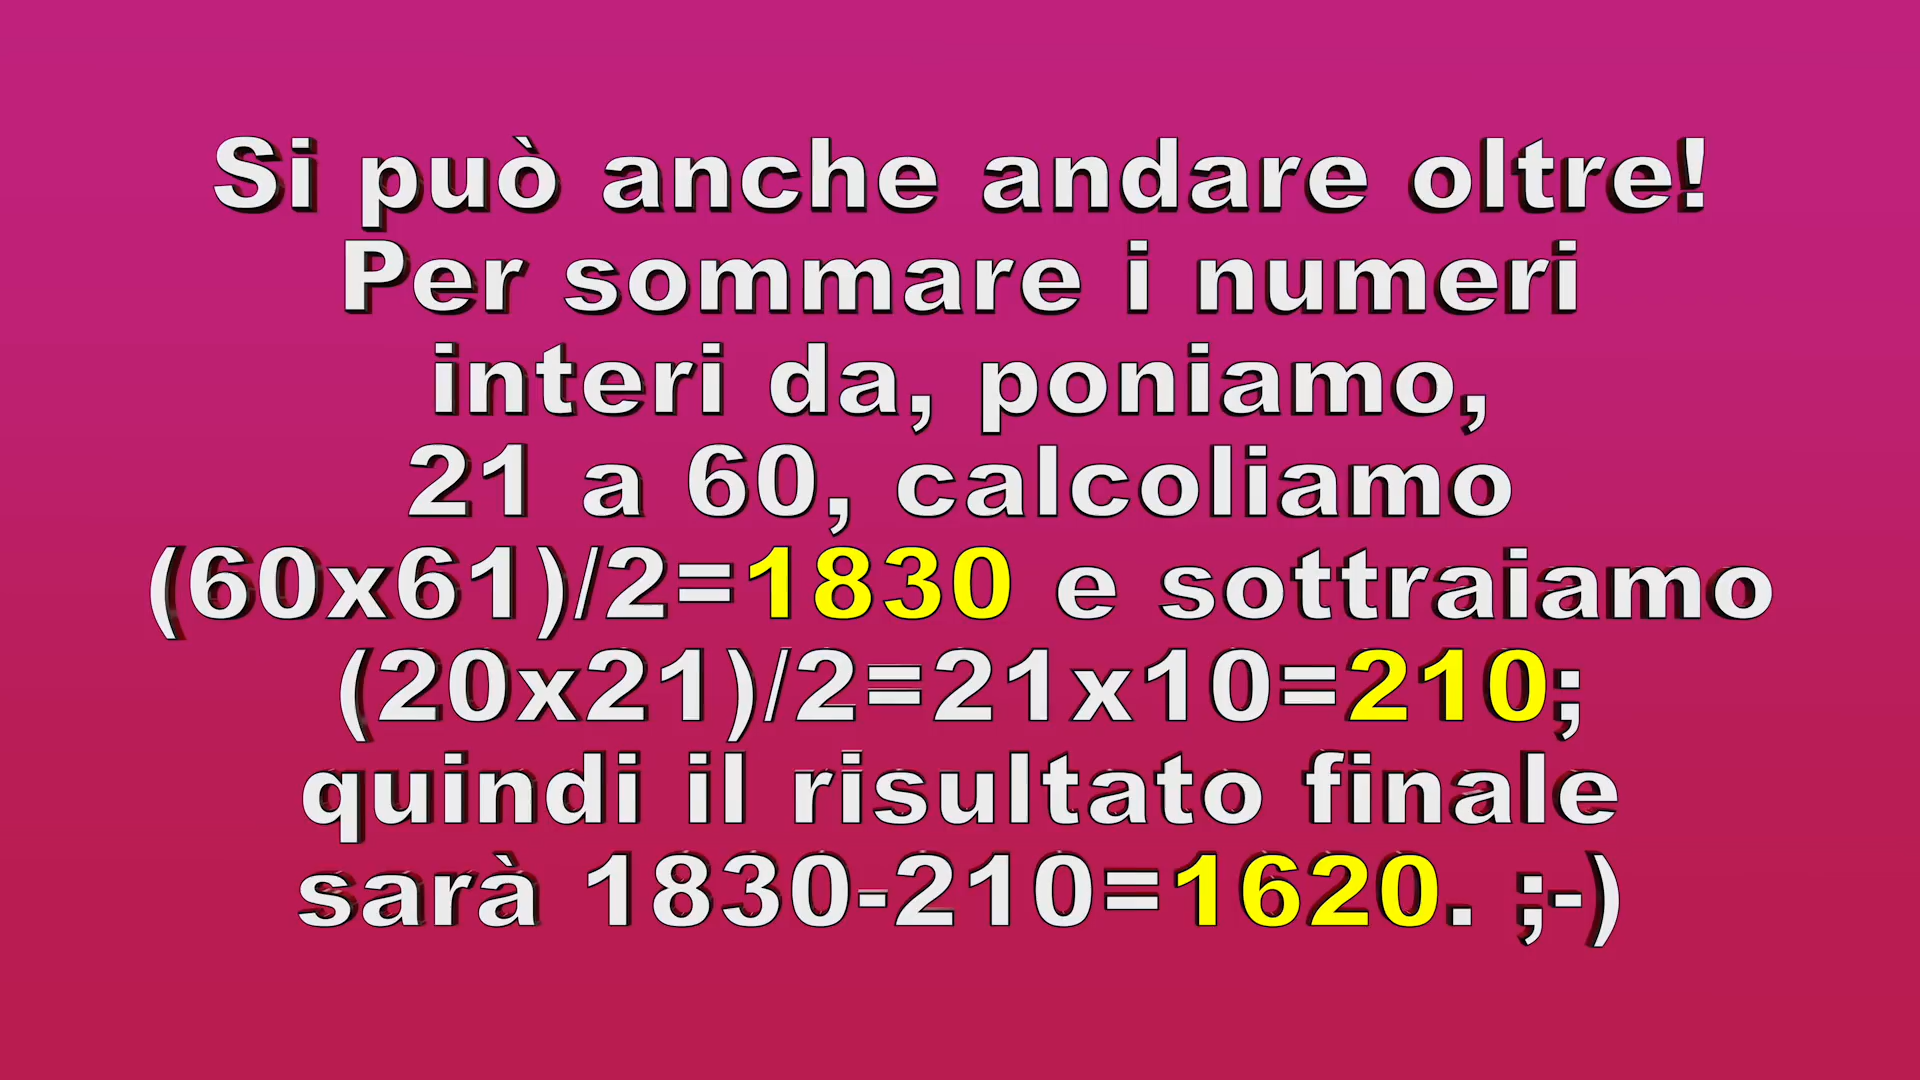 Si può anche andare oltre!
Per sommare i numeri
interi da, poniamo,
21 a 60, calcoliamo
(60x61)/2=1830 e sottraiamo
(20x21)/2=21x10=210;
quindi il risultato finale
sarà 1830-210=1620. ;-)